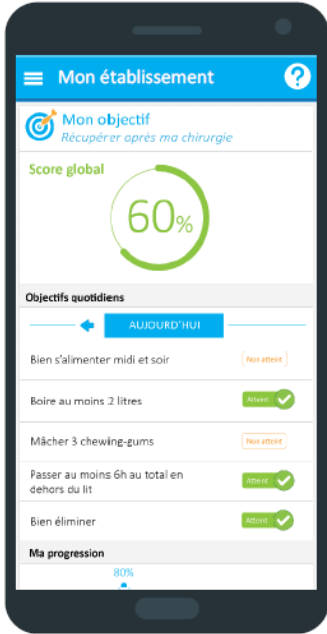 Mon établissement
?
Mon objectif
Récupérer après ma chirurgie
Score global
60%
Objectifs quotidiens
AUJOURD'HUI
Bien s'alimenter midi et soir
Non atteint
Boire au moins 2 litres
Atteint
Mâcher 3 chewing-gums
Non atteint
Passer au moins 6h au total en
dehors du lit
Atteint
Bien éliminer
Atteint
Ma progression
80%